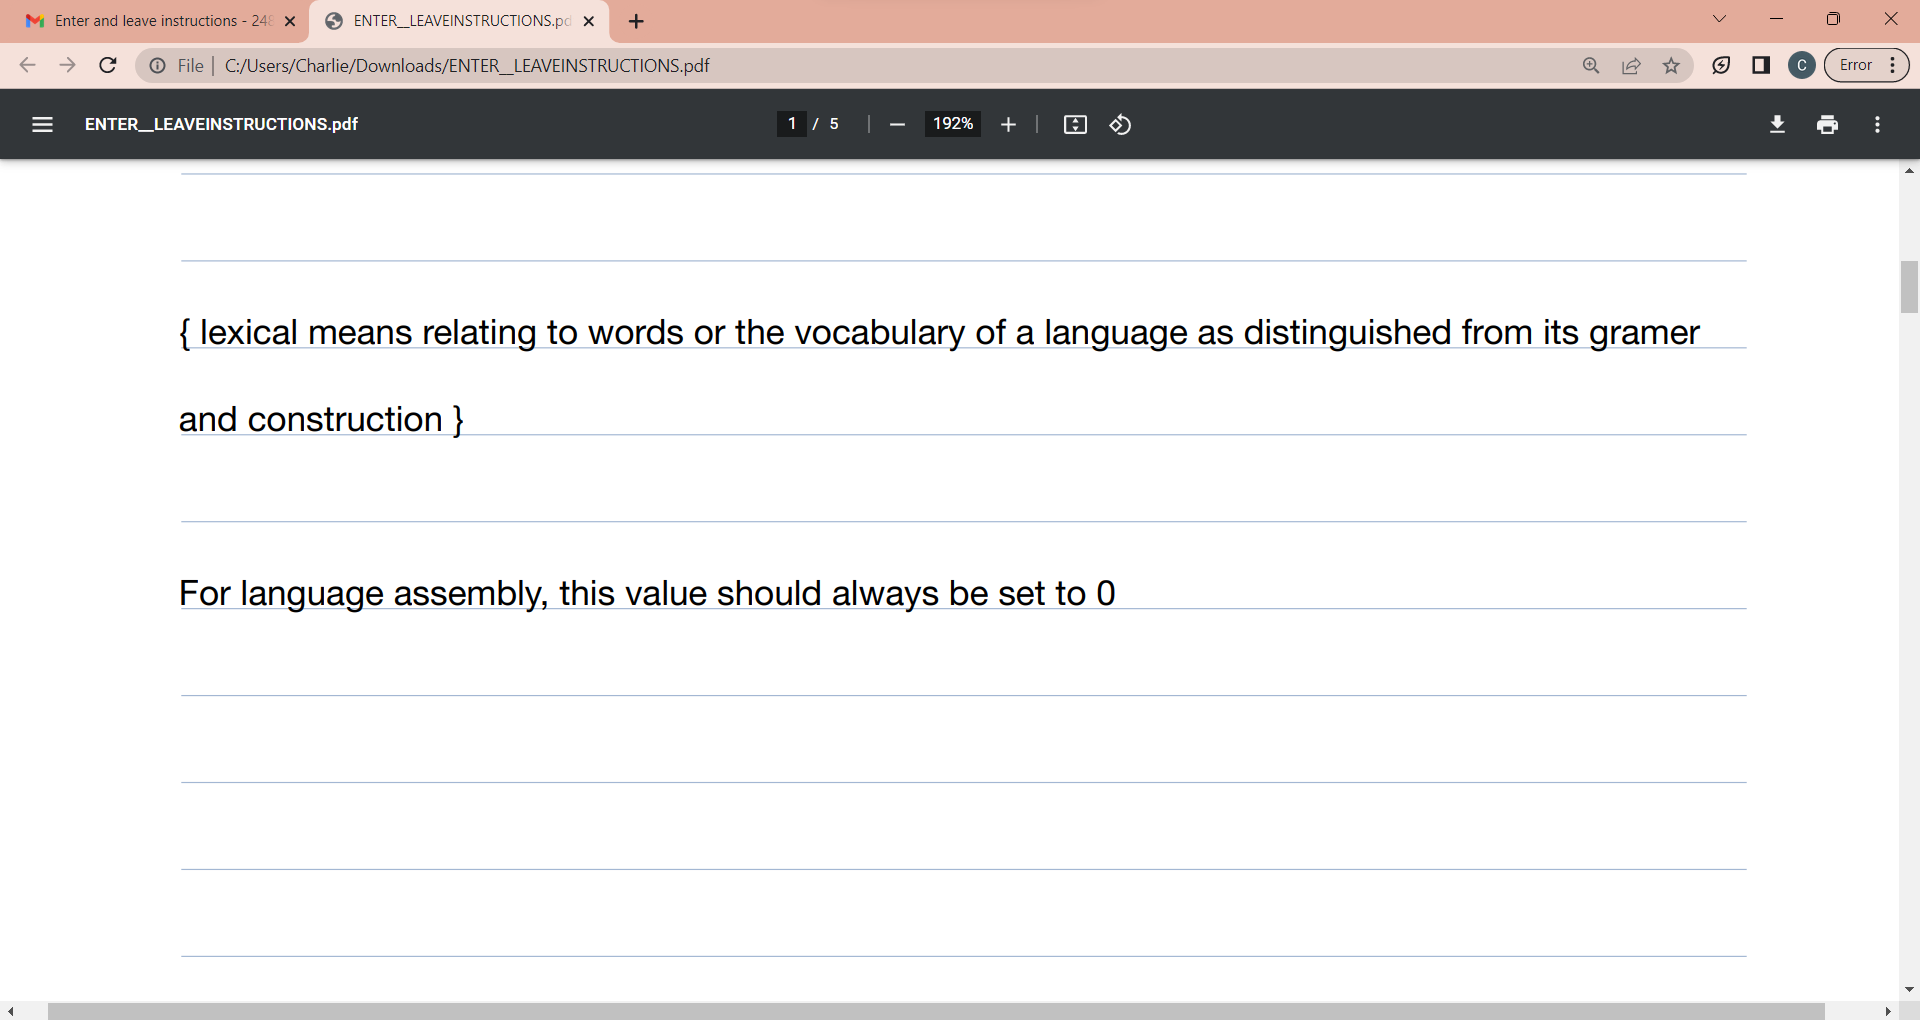 Enter and leave instructions - 248
ENTER__LEAVEINSTRUCTIONS.pd
File
C:/Users/Charlie/Downloads/ENTER__LEAVEINSTRUCTIONS.pdf
C
Error
ENTER__LEAVEINSTRUCTIONS.pdf
1 / 5
192%
{ lexical means relating to words or the vocabulary of a language as distinguished from its gramer
and construction }
For language assembly, this value should always be set to 0